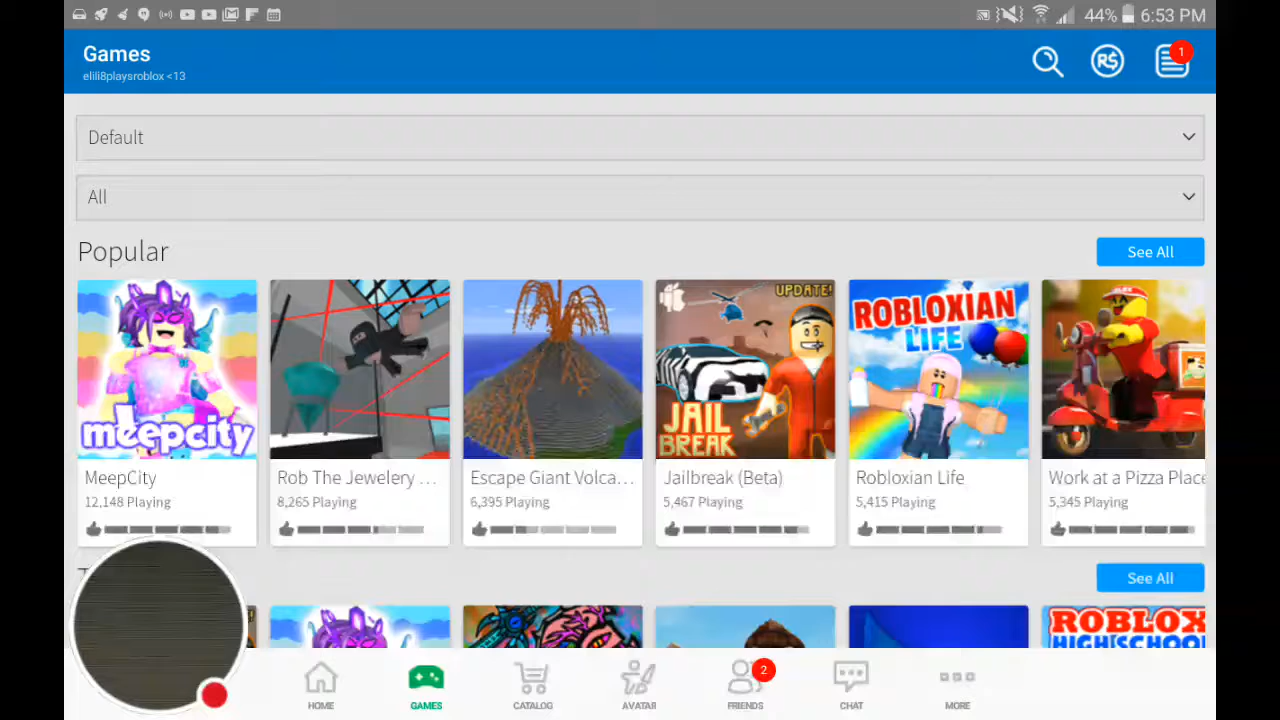 44% 6:53 PM
Games
elili8playsroblox <13
R$
1
Default
All
Popular
See All
meepcity
UPDATE!
JAIL
BREAK
ROBLOXIAN
LIFE
MeepCity
Rob The Jewelery ...
Escape Giant Volca...
Jailbreak (Beta)
Robloxian Life
Work at a Pizza Place
12,148 Playing
8,265 Playing
6,395 Playing
5,467 Playing
5,415 Playing
5,345 Playing
See All
ROBLOX
HIGH SCHOOL
2
HOME
GAMES
CATALOG
AVATAR
FRIENDS
CHAT
MORE